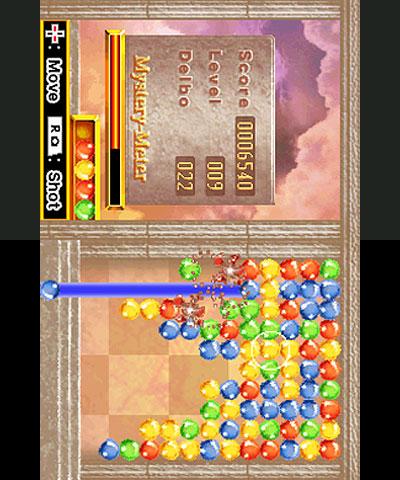 Score 0006540
Level 009
Delbo 022
Mystery-Meter
✜: Move R: Shot